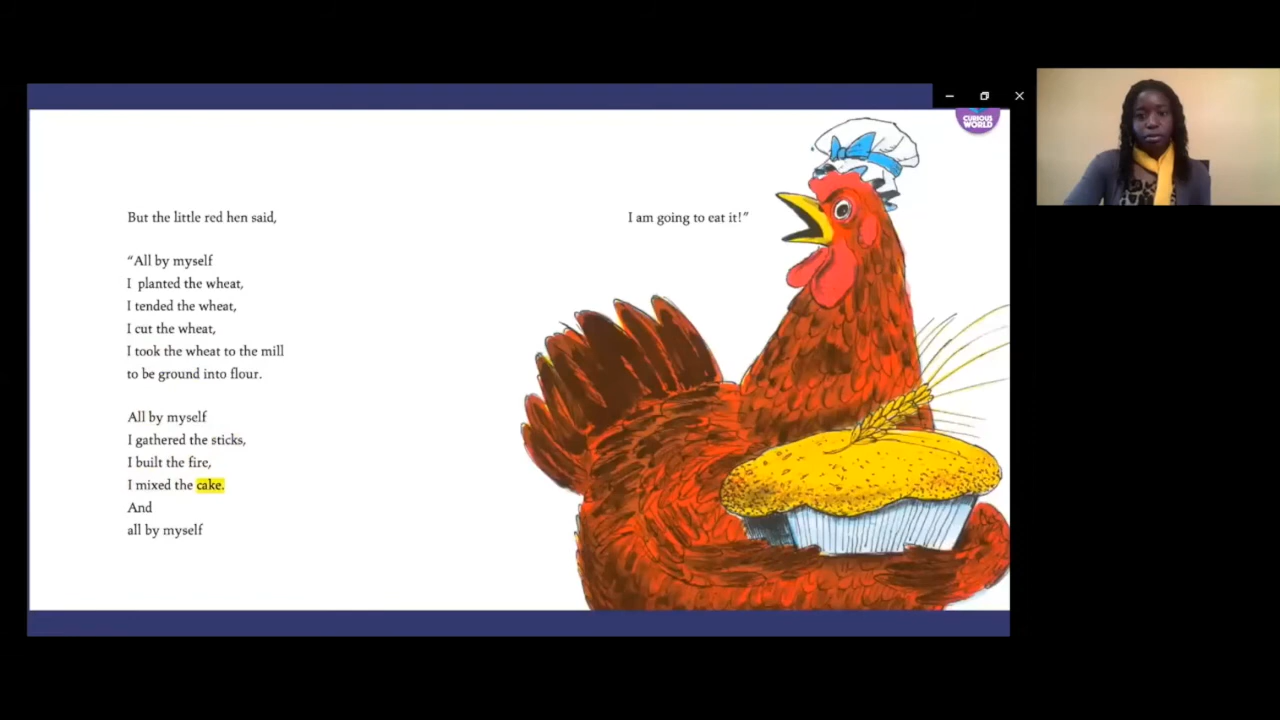 But the little red hen said,
"All by myself
I planted the wheat,
I tended the wheat,
I cut the wheat,
I took the wheat to the mill
to be ground into flour.
All by myself
I gathered the sticks,
I built the fire,
I mixed the cake.
And
all by myself
I am going to eat it!"
CURIOUS
WORLD